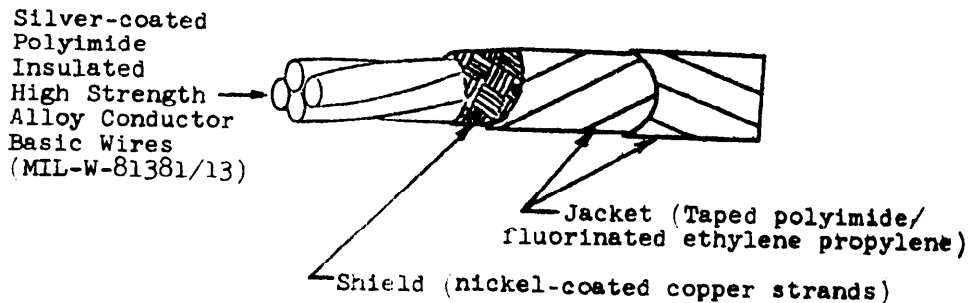 Silver-coated
Polyimide
Insulated
High Strength
Alloy Conductor
Basic Wires
(MIL-W-81381/13)
Jacket (Taped polyimide/
fluorinated ethylene propylene)
Shield (nickel-coated copper strands)